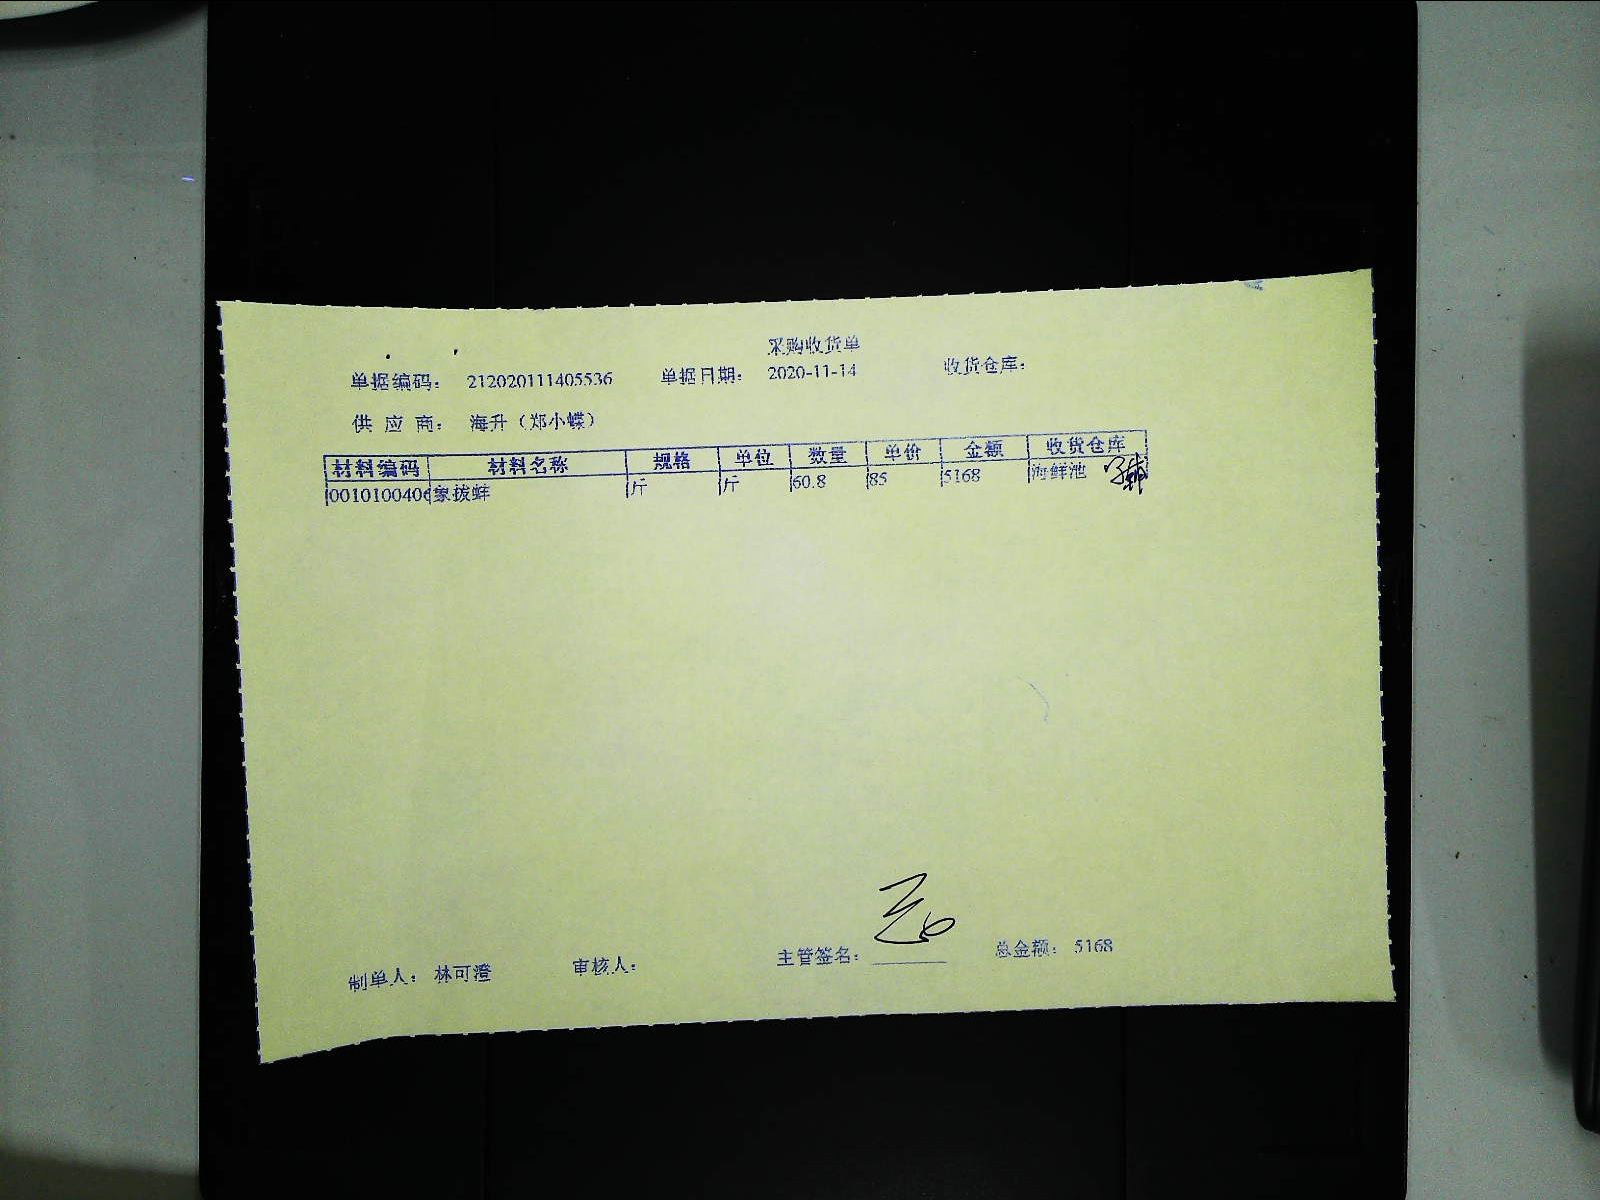 采购收货单
单据编码： 212020111405536 单据日期： 2020-11-14 收货仓库：
供 应 商： 海升（郑小蝶）
材料编码 材料名称 规格 单位 数量 单价 金额 收货仓库
0010100406 象拔蚌 斤 斤 60.8 85 5168 海鲜池
制单人： 林可澄 审核人： 主管签名： 总金额： 5168